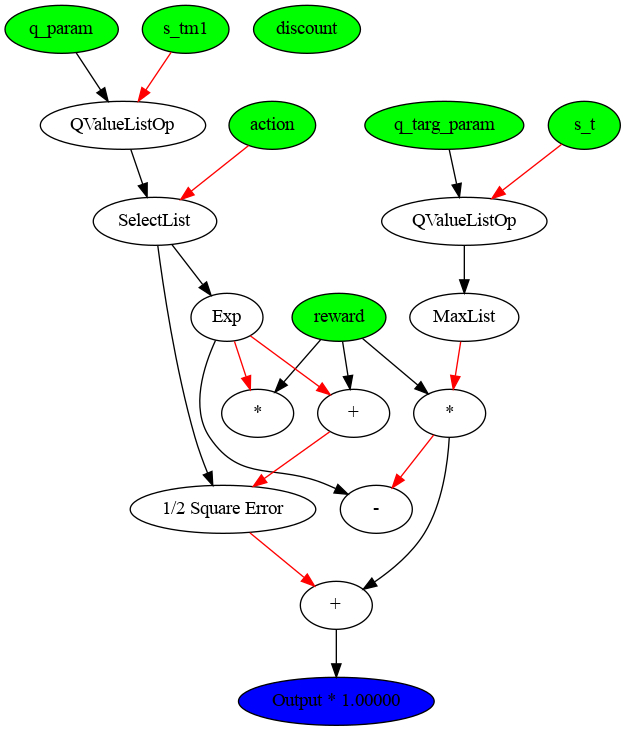 q_param
s_tm1
discount
QValueListOp
action
q_targ_param
s_t
SelectList
QValueListOp
Exp
reward
MaxList
*
+
*
1/2 Square Error
-
+
Output * 1.00000